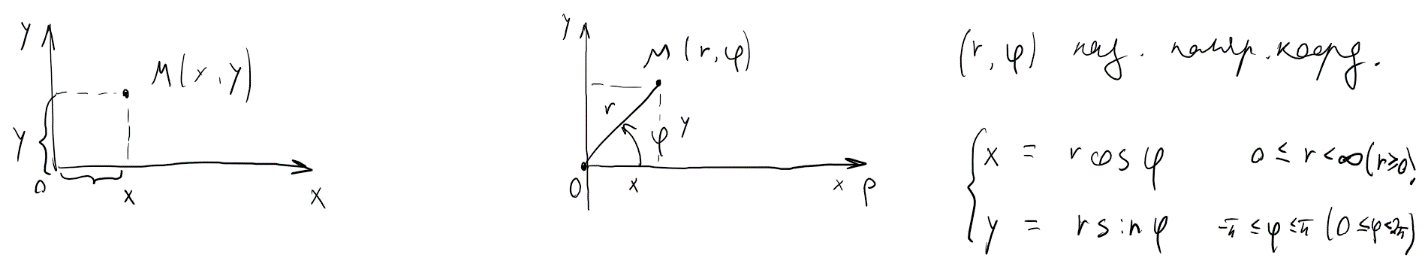 y
M(x, y)
y
0
x
x
y
M(r, φ)
r
φ
y
0
x
x
p
(r, φ) наз. поляр. коорд.
x = r cos φ 0 ≤ r < ∞ (r ≥ 0),
y = r sin φ -π ≤ φ ≤ π (0 ≤ φ ≤ 2π)